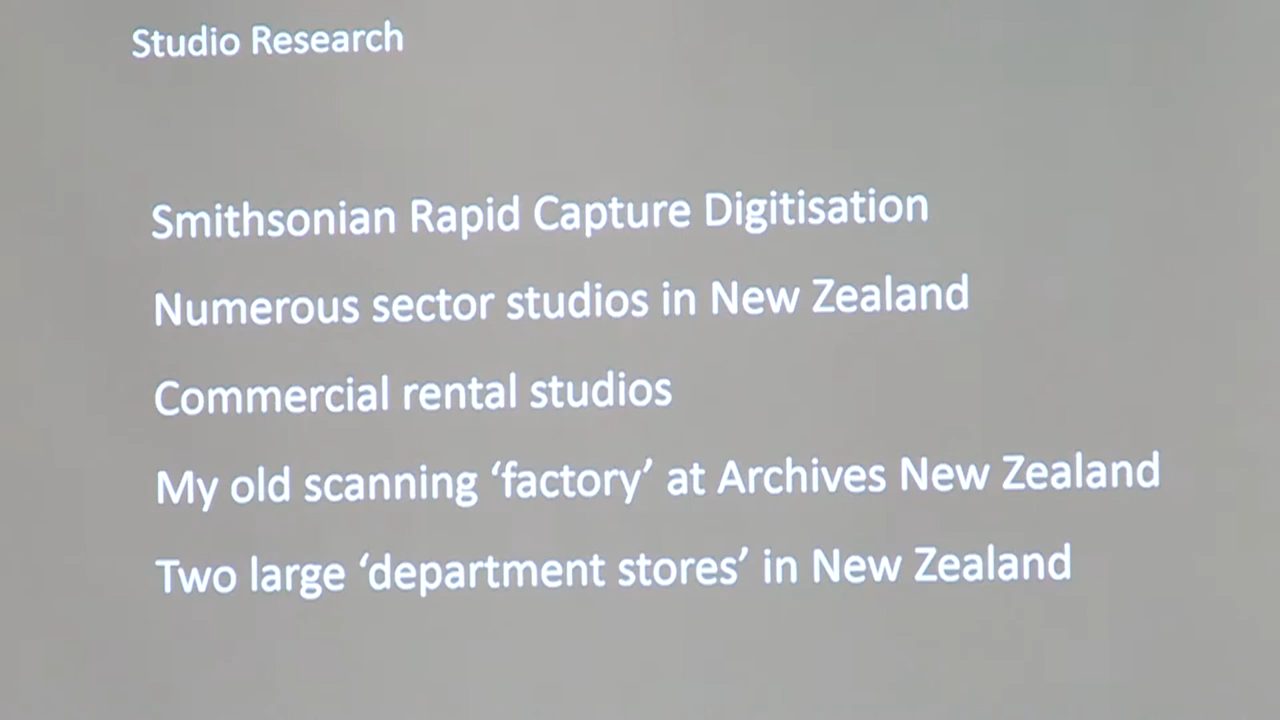 Studio Research
Smithsonian Rapid Capture Digitisation
Numerous sector studios in New Zealand
Commercial rental studios
My old scanning ‘factory’ at Archives New Zealand
Two large ‘department stores’ in New Zealand